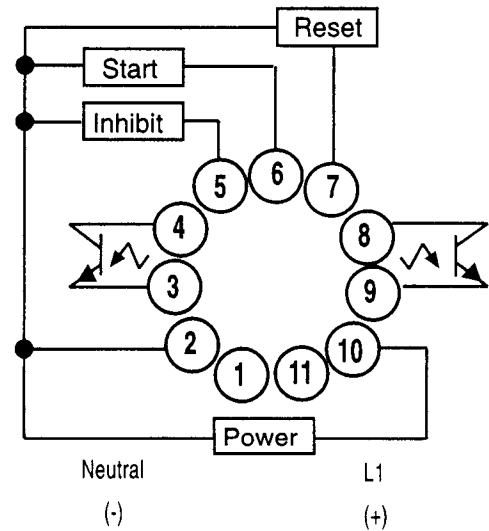 Reset
Start
Inhibit
5 6 7
4 8
3 9
2 10
1 11
Power
Neutral L1
(-) (+)